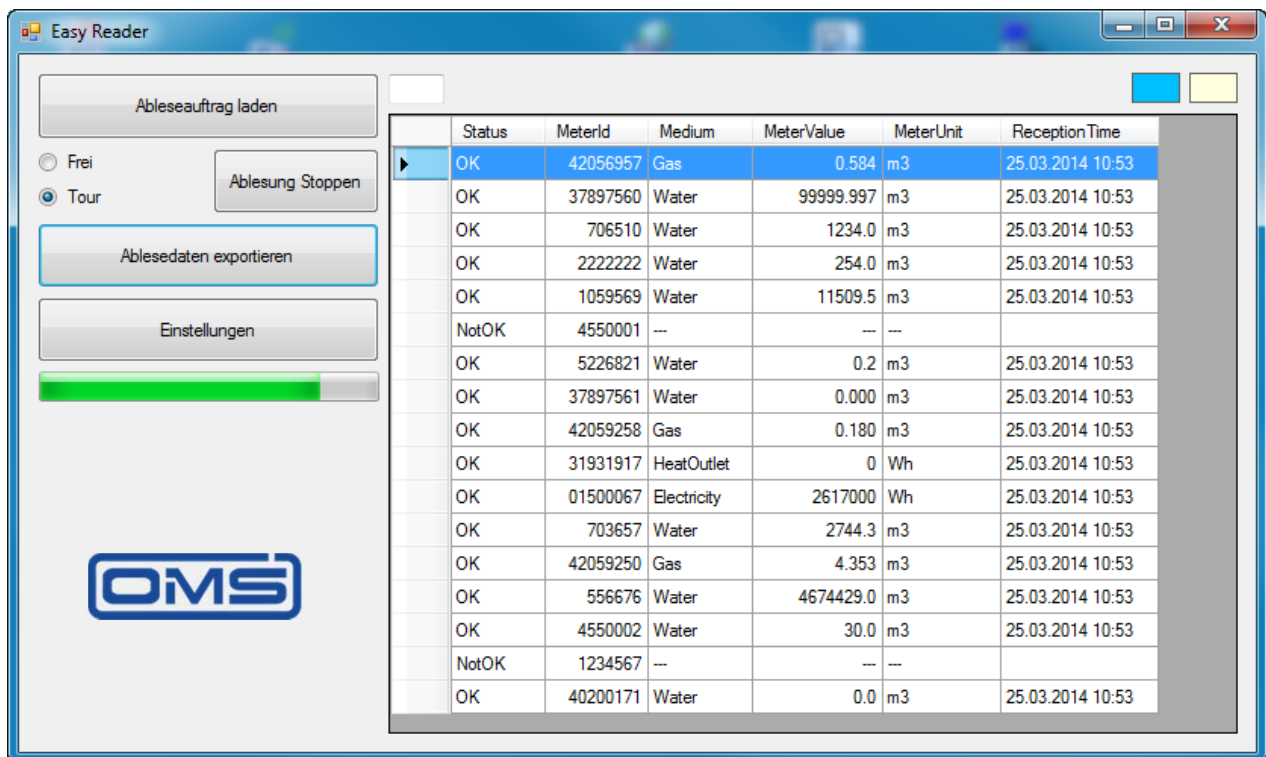 Easy Reader
Ableseauftrag laden
Frei
Tour
Ablesung Stoppen
Ablesedaten exportieren
Einstellungen
OMS
Status MeterId Medium MeterValue MeterUnit ReceptionTime
OK 42056957 Gas 0.584 m3 25.03.2014 10:53
OK 37897560 Water 99999.997 m3 25.03.2014 10:53
OK 706510 Water 1234.0 m3 25.03.2014 10:53
OK 2222222 Water 254.0 m3 25.03.2014 10:53
OK 1059569 Water 11509.5 m3 25.03.2014 10:53
NotOK 4550001 --- --- ---
OK 5226821 Water 0.2 m3 25.03.2014 10:53
OK 37897561 Water 0.000 m3 25.03.2014 10:53
OK 42059258 Gas 0.180 m3 25.03.2014 10:53
OK 31931917 HeatOutlet 0 Wh 25.03.2014 10:53
OK 01500067 Electricity 2617000 Wh 25.03.2014 10:53
OK 703657 Water 2744.3 m3 25.03.2014 10:53
OK 42059250 Gas 4.353 m3 25.03.2014 10:53
OK 556676 Water 4674429.0 m3 25.03.2014 10:53
OK 4550002 Water 30.0 m3 25.03.2014 10:53
NotOK 1234567 --- --- ---
OK 40200171 Water 0.0 m3 25.03.2014 10:53